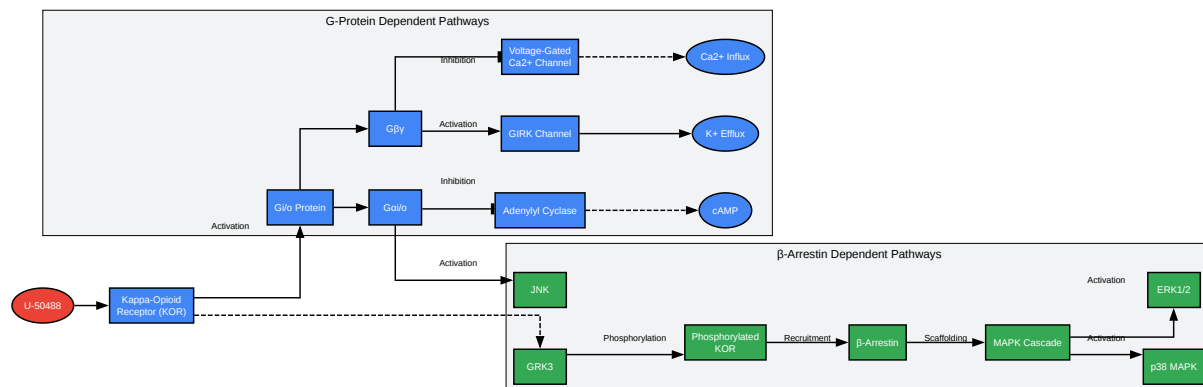 G-Protein Dependent Pathways
Voltage-Gated
Ca2+ Channel
Inhibition
Ca2+ Influx
Gβγ
Activation
GIRK Channel
K+ Efflux
Inhibition
Gi/o Protein
Gαi/o
Adenylyl Cyclase
cAMP
Activation
β-Arrestin Dependent Pathways
Activation
JNK
Activation
ERK1/2
U-50488
Kappa-Opioid
Receptor (KOR)
GRK3
Phosphorylation
Phosphorylated
KOR
Recruitment
β-Arrestin
Scaffolding
MAPK Cascade
Activation
p38 MAPK